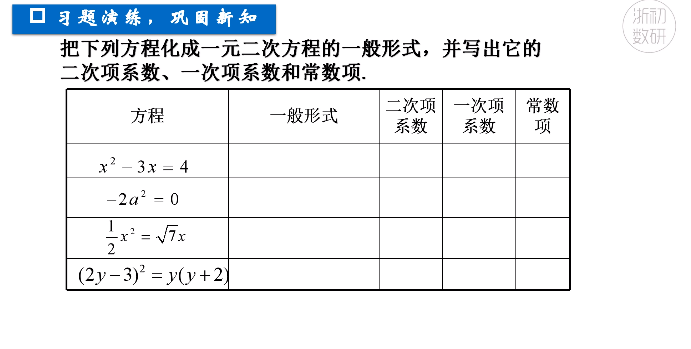 习题演练，巩固新知
浙初
数研
把下列方程化成一元二次方程的一般形式，并写出它的
二次项系数、一次项系数和常数项.
方程 一般形式 二次项系数 一次项系数 常数项
x² − 3x = 4
−2a² = 0
1/2 x² = √7x
(2y−3)² = y(y+2)